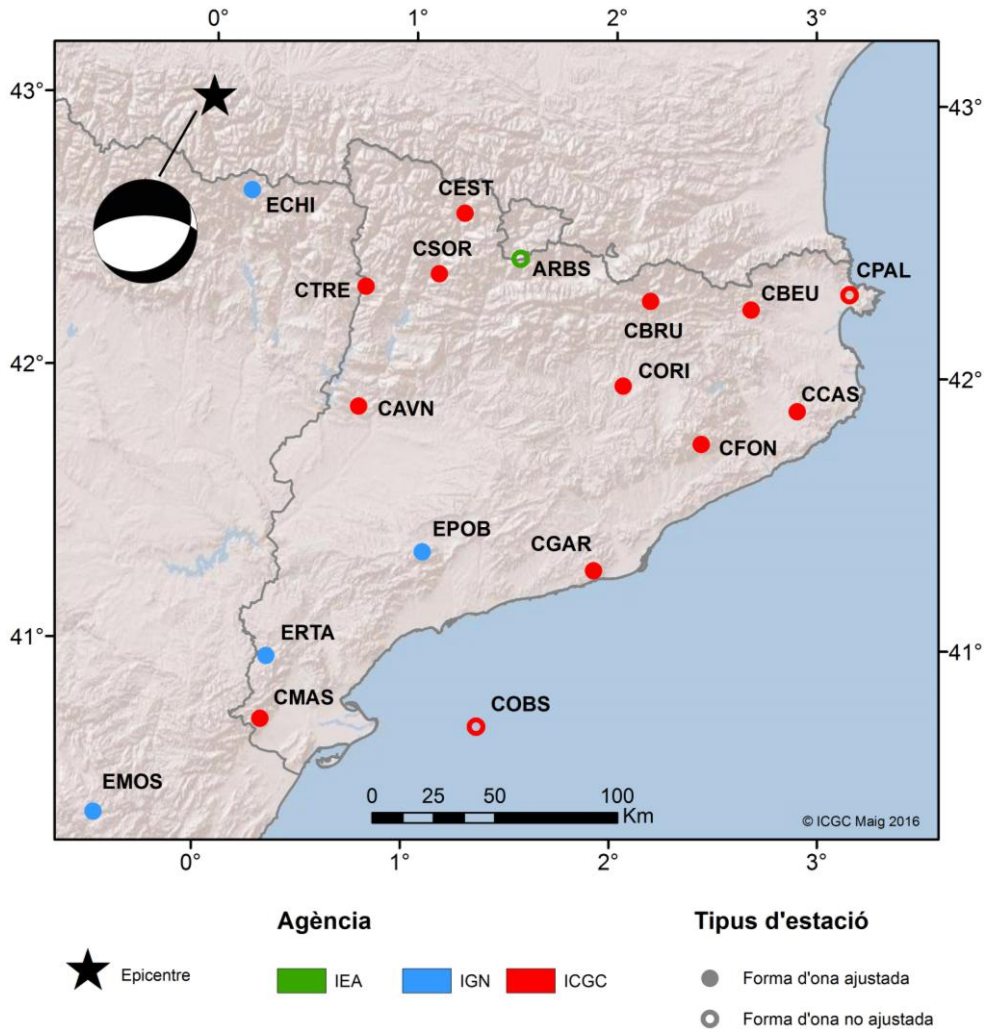 0° 1° 2° 3°
43° 43°
ECHI
CEST
CSOR
ARBS
CTRE
CPAL
CBEU
CBRU
42° 42°
CORI
CAVN
CCAS
CFON
EPOB
CGAR
41° 41°
ERTA
CMAS
COBS
EMOS
0 25 50 100
Km
© ICGC Maig 2016
0° 1° 2° 3°
Agència Tipus d'estació
Epicentre IEA IGN ICGC Forma d'ona ajustada
Forma d'ona no ajustada